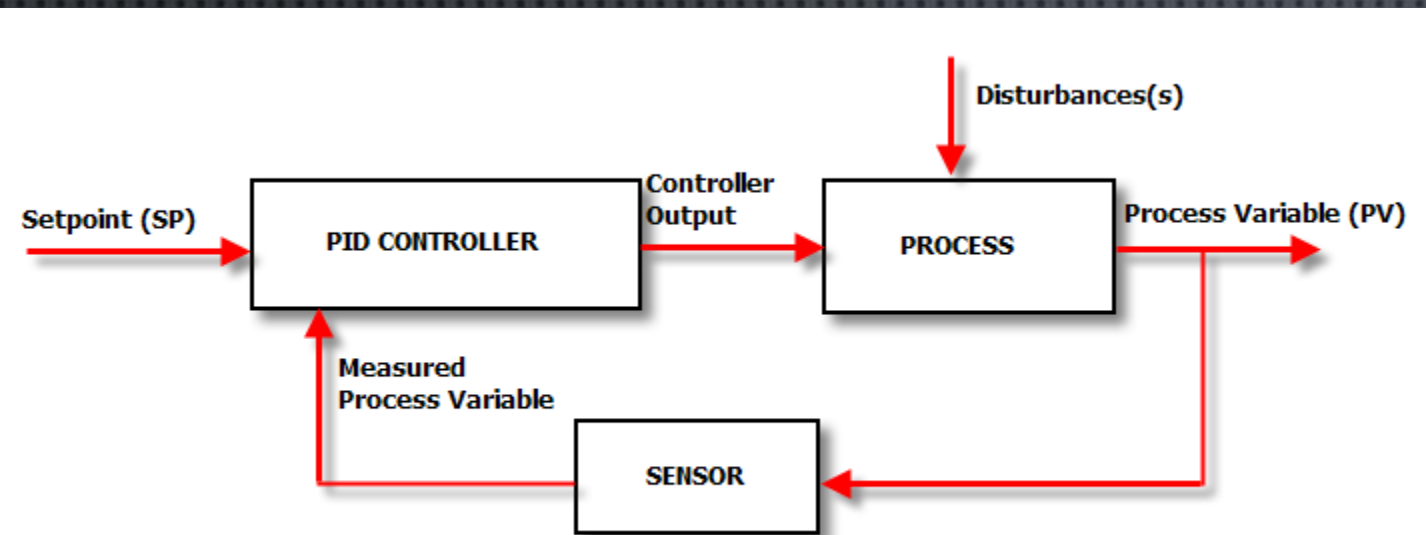 Disturbances(s)
Setpoint (SP)
PID CONTROLLER
Controller
Output
PROCESS
Process Variable (PV)
Measured
Process Variable
SENSOR